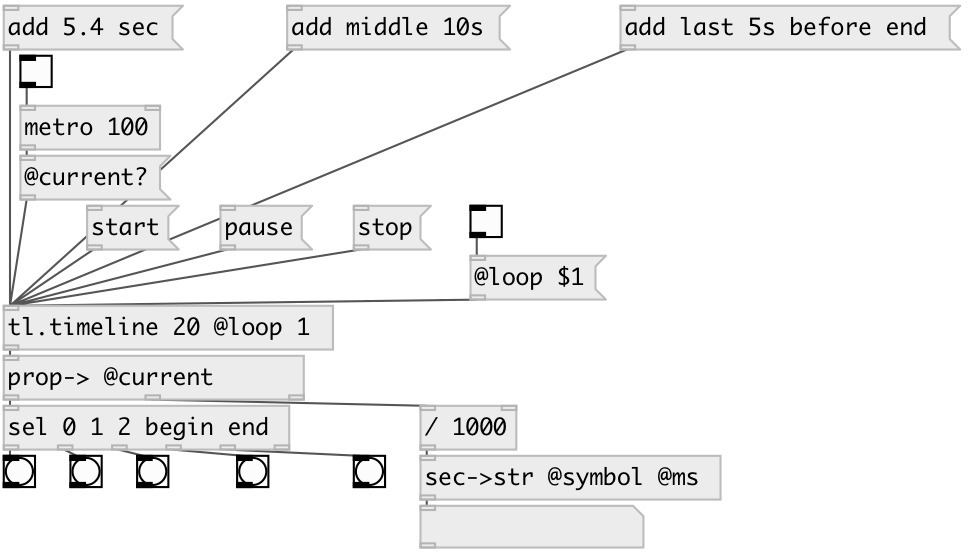 add 5.4 sec
add middle 10s
add last 5s before end
metro 100
@current?
start
pause
stop
@loop $1
tl.timeline 20 @loop 1
prop-> @current
sel 0 1 2 begin end
/ 1000
sec->str @symbol @ms